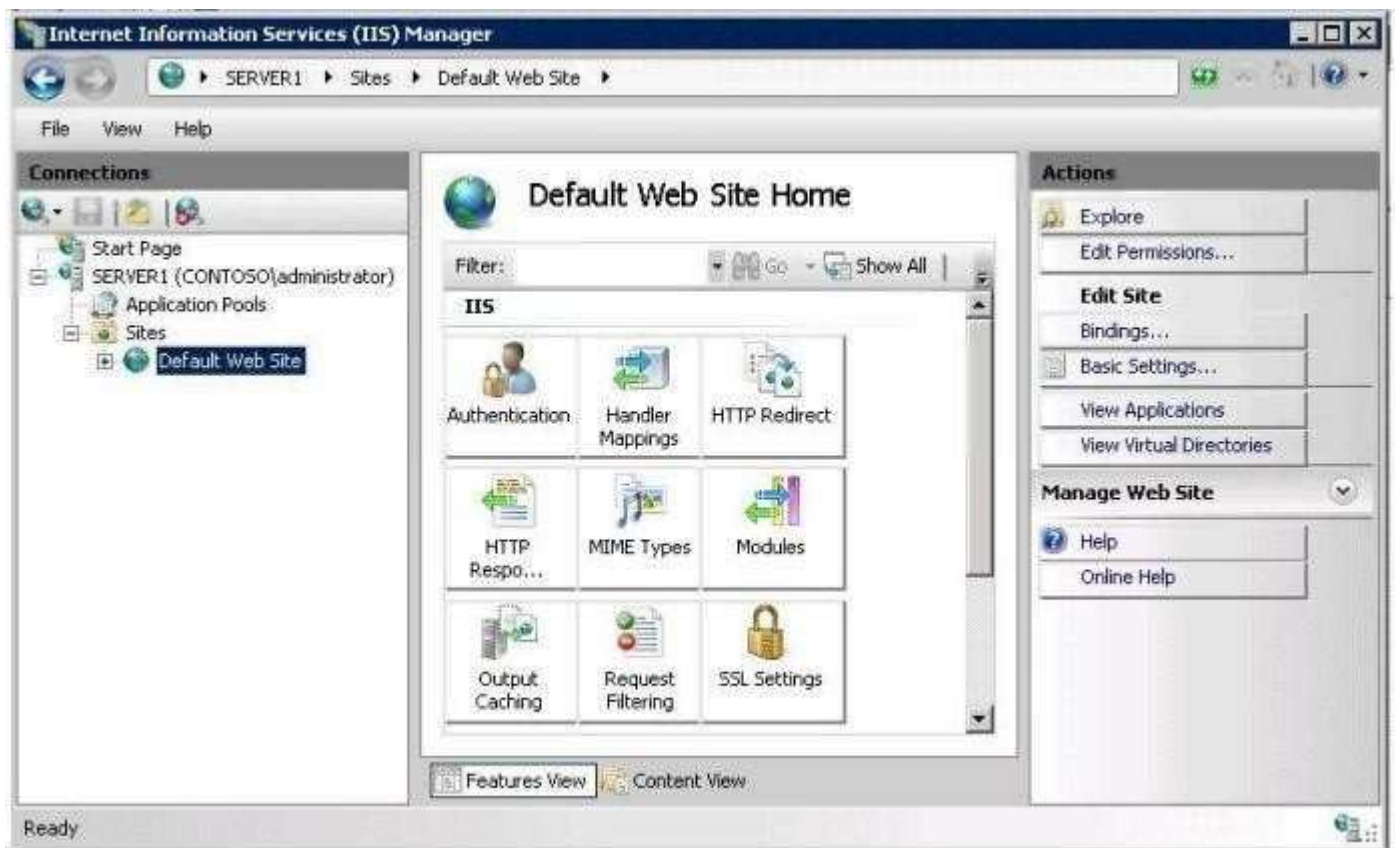 Internet Information Services (IIS) Manager
SERVER1 Sites Default Web Site
File View Help
Connections
Start Page
SERVER1 (CONTOSO\administrator)
Application Pools
Sites
Default Web Site
Default Web Site Home
Filter: Go Show All
IIS
Authentication
Handler
Mappings
HTTP Redirect
HTTP
Respo...
MIME Types
Modules
Output
Caching
Request
Filtering
SSL Settings
Features View Content View
Actions
Explore
Edit Permissions...
Edit Site
Bindings...
Basic Settings...
View Applications
View Virtual Directories
Manage Web Site
Help
Online Help
Ready